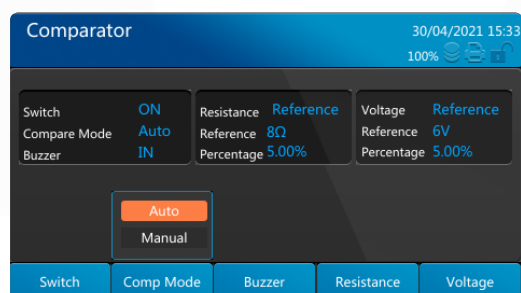 Comparator
30/04/2021 15:33
100%
Switch ON
Compare Mode Auto
Buzzer IN
Resistance Reference
Reference 8Ω
Percentage 5.00%
Voltage Reference
Reference 6V
Percentage 5.00%
Auto
Manual
Switch Comp Mode Buzzer Resistance Voltage